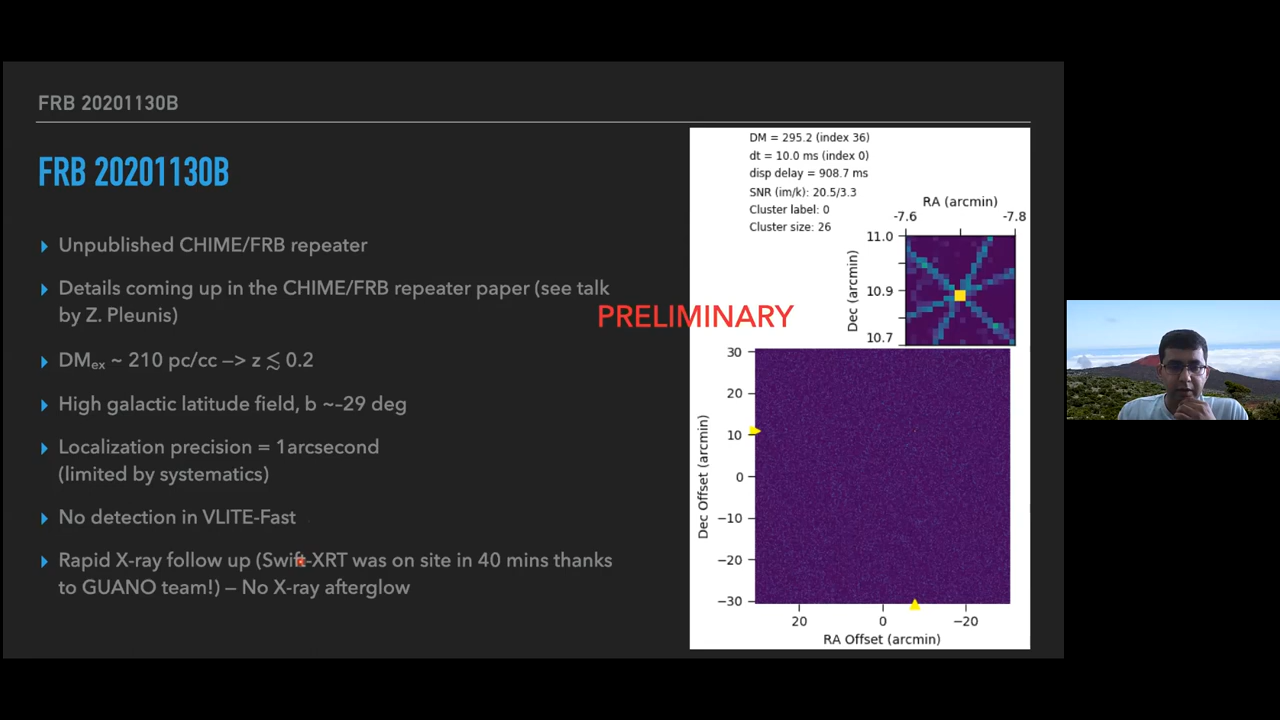 FRB 20201130B
FRB 20201130B
Unpublished CHIME/FRB repeater
Details coming up in the CHIME/FRB repeater paper (see talk
by Z. Pleunis)
DMₑₓ ~ 210 pc/cc –> z ≲ 0.2
High galactic latitude field, b ~–29 deg
Localization precision = 1arcsecond
(limited by systematics)
No detection in VLITE-Fast
Rapid X-ray follow up (Swift-XRT was on site in 40 mins thanks
to GUANO team!) – No X-ray afterglow
PRELIMINARY
DM = 295.2 (index 36)
dt = 10.0 ms (index 0)
disp delay = 908.7 ms
SNR (im/k): 20.5/3.3
Cluster label: 0
Cluster size: 26
RA (arcmin)
-7.6 -7.8
11.0
10.9
10.7
Dec (arcmin)
30
20
10
0
−10
−20
−30
Dec Offset (arcmin)
20 0 −20
RA Offset (arcmin)